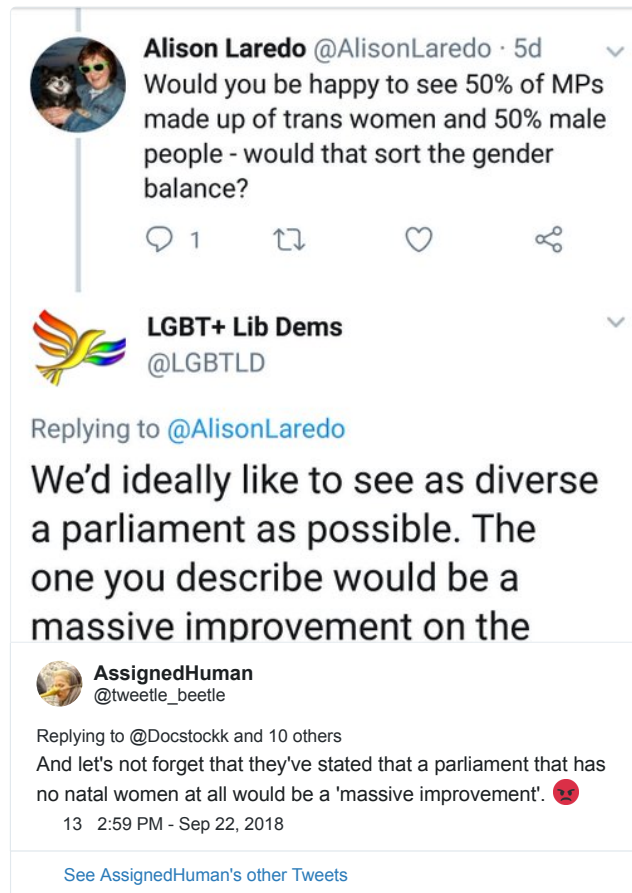 Alison Laredo @AlisonLaredo · 5d
Would you be happy to see 50% of MPs
made up of trans women and 50% male
people - would that sort the gender
balance?
1
LGBT+ Lib Dems
@LGBTLD
Replying to @AlisonLaredo
We'd ideally like to see as diverse
a parliament as possible. The
one you describe would be a
massive improvement on the
AssignedHuman
@tweetle_beetle
Replying to @Docstockk and 10 others
And let's not forget that they've stated that a parliament that has
no natal women at all would be a 'massive improvement'. 😡
13 2:59 PM - Sep 22, 2018
See AssignedHuman's other Tweets